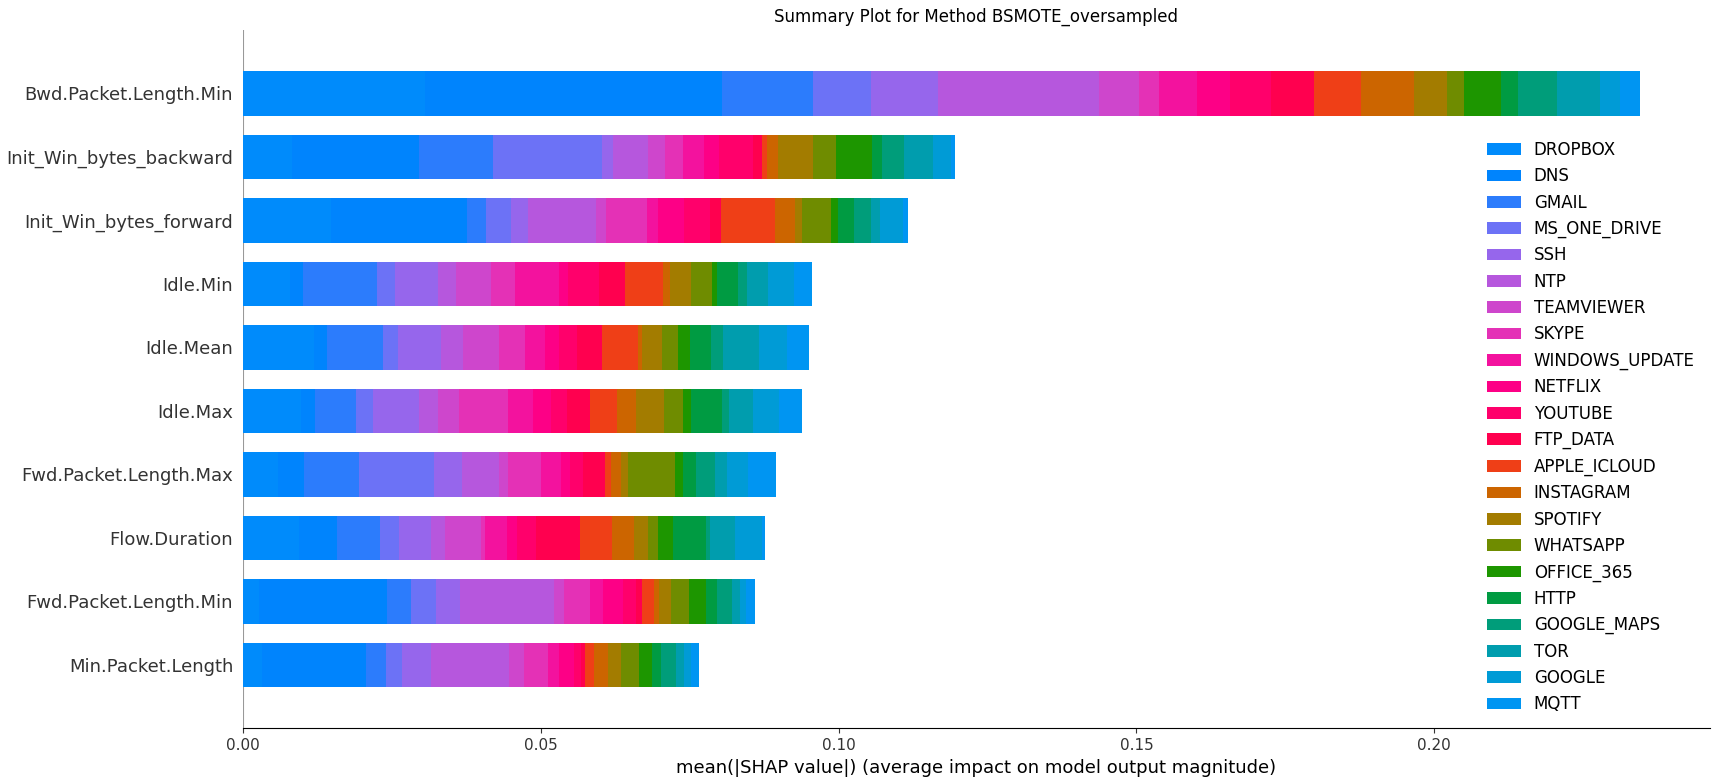 Summary Plot for Method BSMOTE_oversampled
Bwd.Packet.Length.Min
Init_Win_bytes_backward
Init_Win_bytes_forward
Idle.Min
Idle.Mean
Idle.Max
Fwd.Packet.Length.Max
Flow.Duration
Fwd.Packet.Length.Min
Min.Packet.Length
DROPBOX
DNS
GMAIL
MS_ONE_DRIVE
SSH
NTP
TEAMVIEWER
SKYPE
WINDOWS_UPDATE
NETFLIX
YOUTUBE
FTP_DATA
APPLE_ICLOUD
INSTAGRAM
SPOTIFY
WHATSAPP
OFFICE_365
HTTP
GOOGLE_MAPS
TOR
GOOGLE
MQTT
0.00 0.05 0.10 0.15 0.20
mean(|SHAP value|) (average impact on model output magnitude)